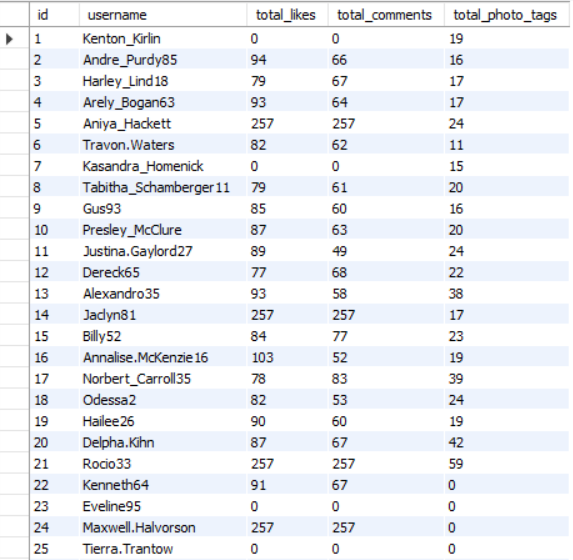 id username total_likes total_comments total_photo_tags
1 Kenton_Kirlin 0 0 19
2 Andre_Purdy85 94 66 16
3 Harley_Lind18 79 67 17
4 Arely_Bogan63 93 64 17
5 Aniya_Hackett 257 257 24
6 Travon.Waters 82 62 11
7 Kasandra_Homenick 0 0 15
8 Tabitha_Schamberger11 79 61 20
9 Gus93 85 60 16
10 Presley_McClure 87 63 20
11 Justina.Gaylord27 89 49 24
12 Dereck65 77 68 22
13 Alexandro35 93 58 38
14 Jaclyn81 257 257 17
15 Billy52 84 77 23
16 Annalise.McKenzie16 103 52 19
17 Norbert_Carroll35 78 83 39
18 Odessa2 82 53 24
19 Hailee26 90 60 19
20 Delpha.Kihn 87 67 42
21 Rocio33 257 257 59
22 Kenneth64 91 67 0
23 Eveline95 0 0 0
24 Maxwell.Halvorson 257 257 0
25 Tierra.Trantow 0 0 0